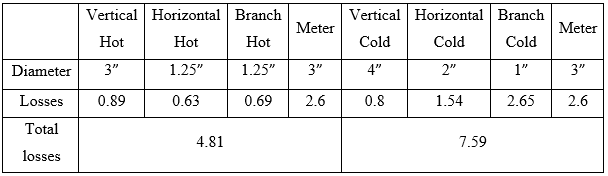 Vertical Hot Horizontal Hot Branch Hot Meter Vertical Cold Horizontal Cold Branch Cold Meter
Diameter 3″ 1.25″ 1.25″ 3″ 4″ 2″ 1″ 3″
Losses 0.89 0.63 0.69 2.6 0.8 1.54 2.65 2.6
Total losses 4.81 7.59